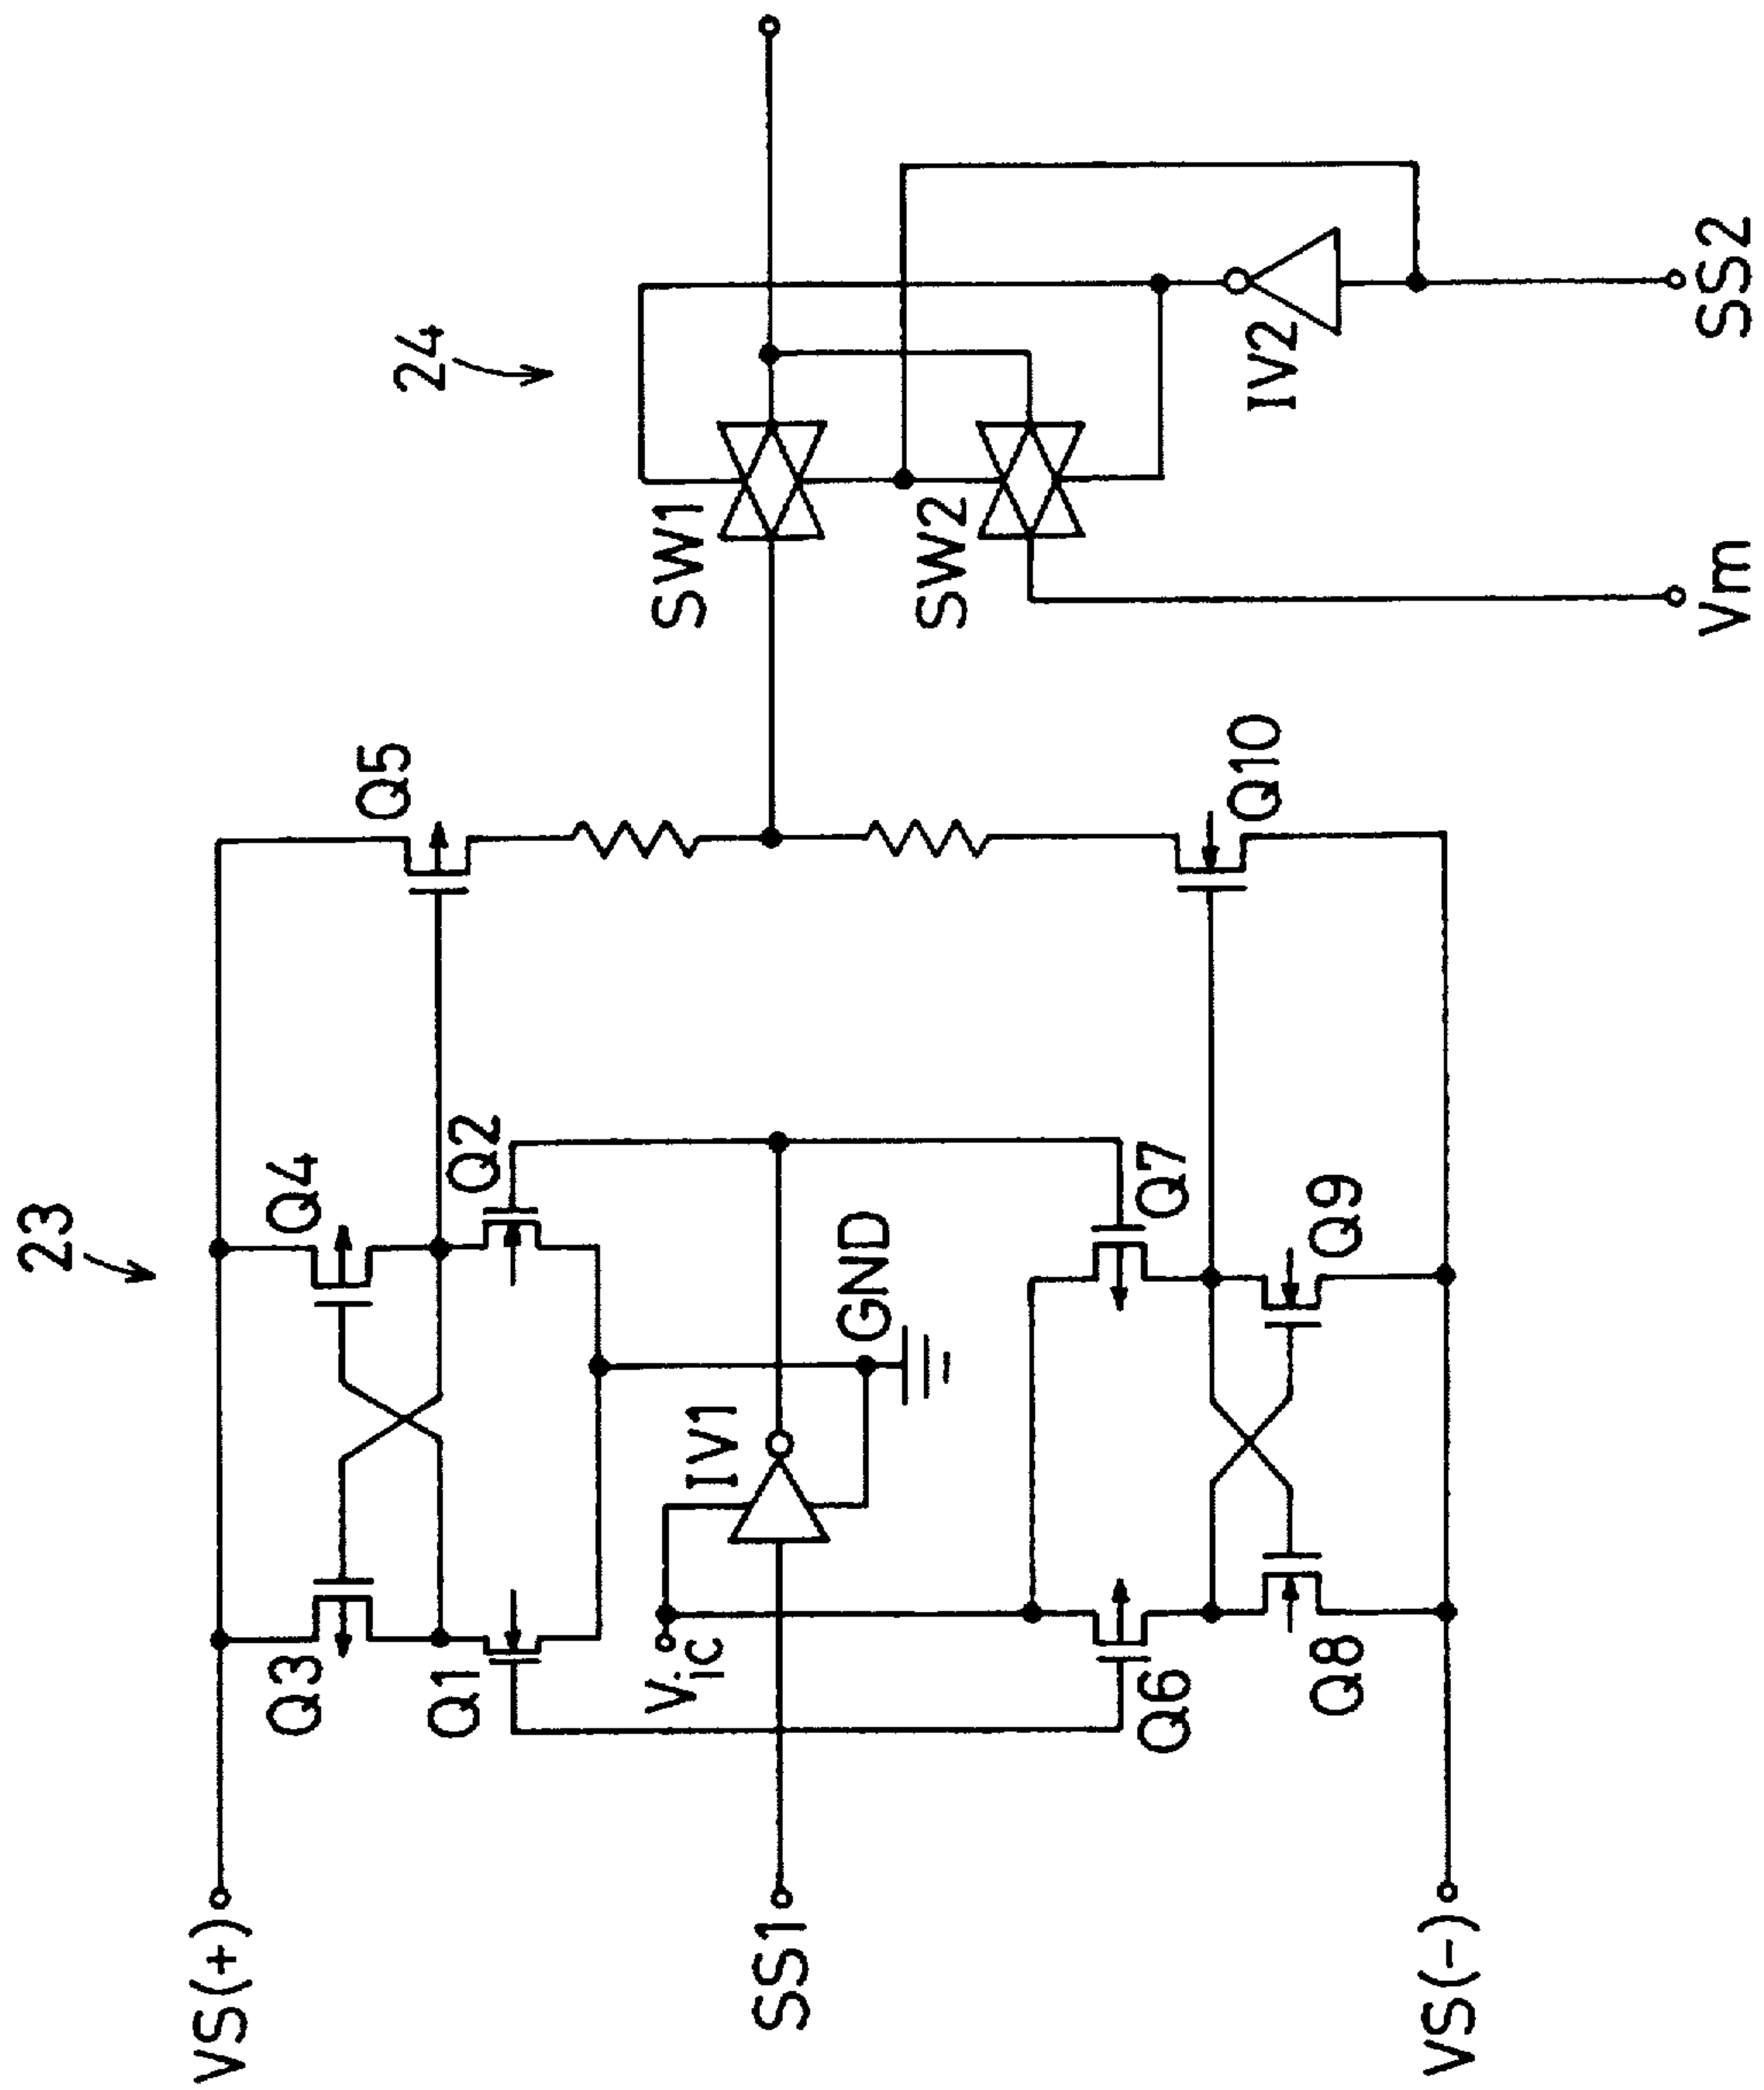 23
24
VS(+)
Q3
Q4
Q5
Q1
Q2
SW1
Vic
IV1
SS1
GND
SW2
Q6
Q7
Q10
IV2
Q8
Q9
VS(-)
Vm
SS2